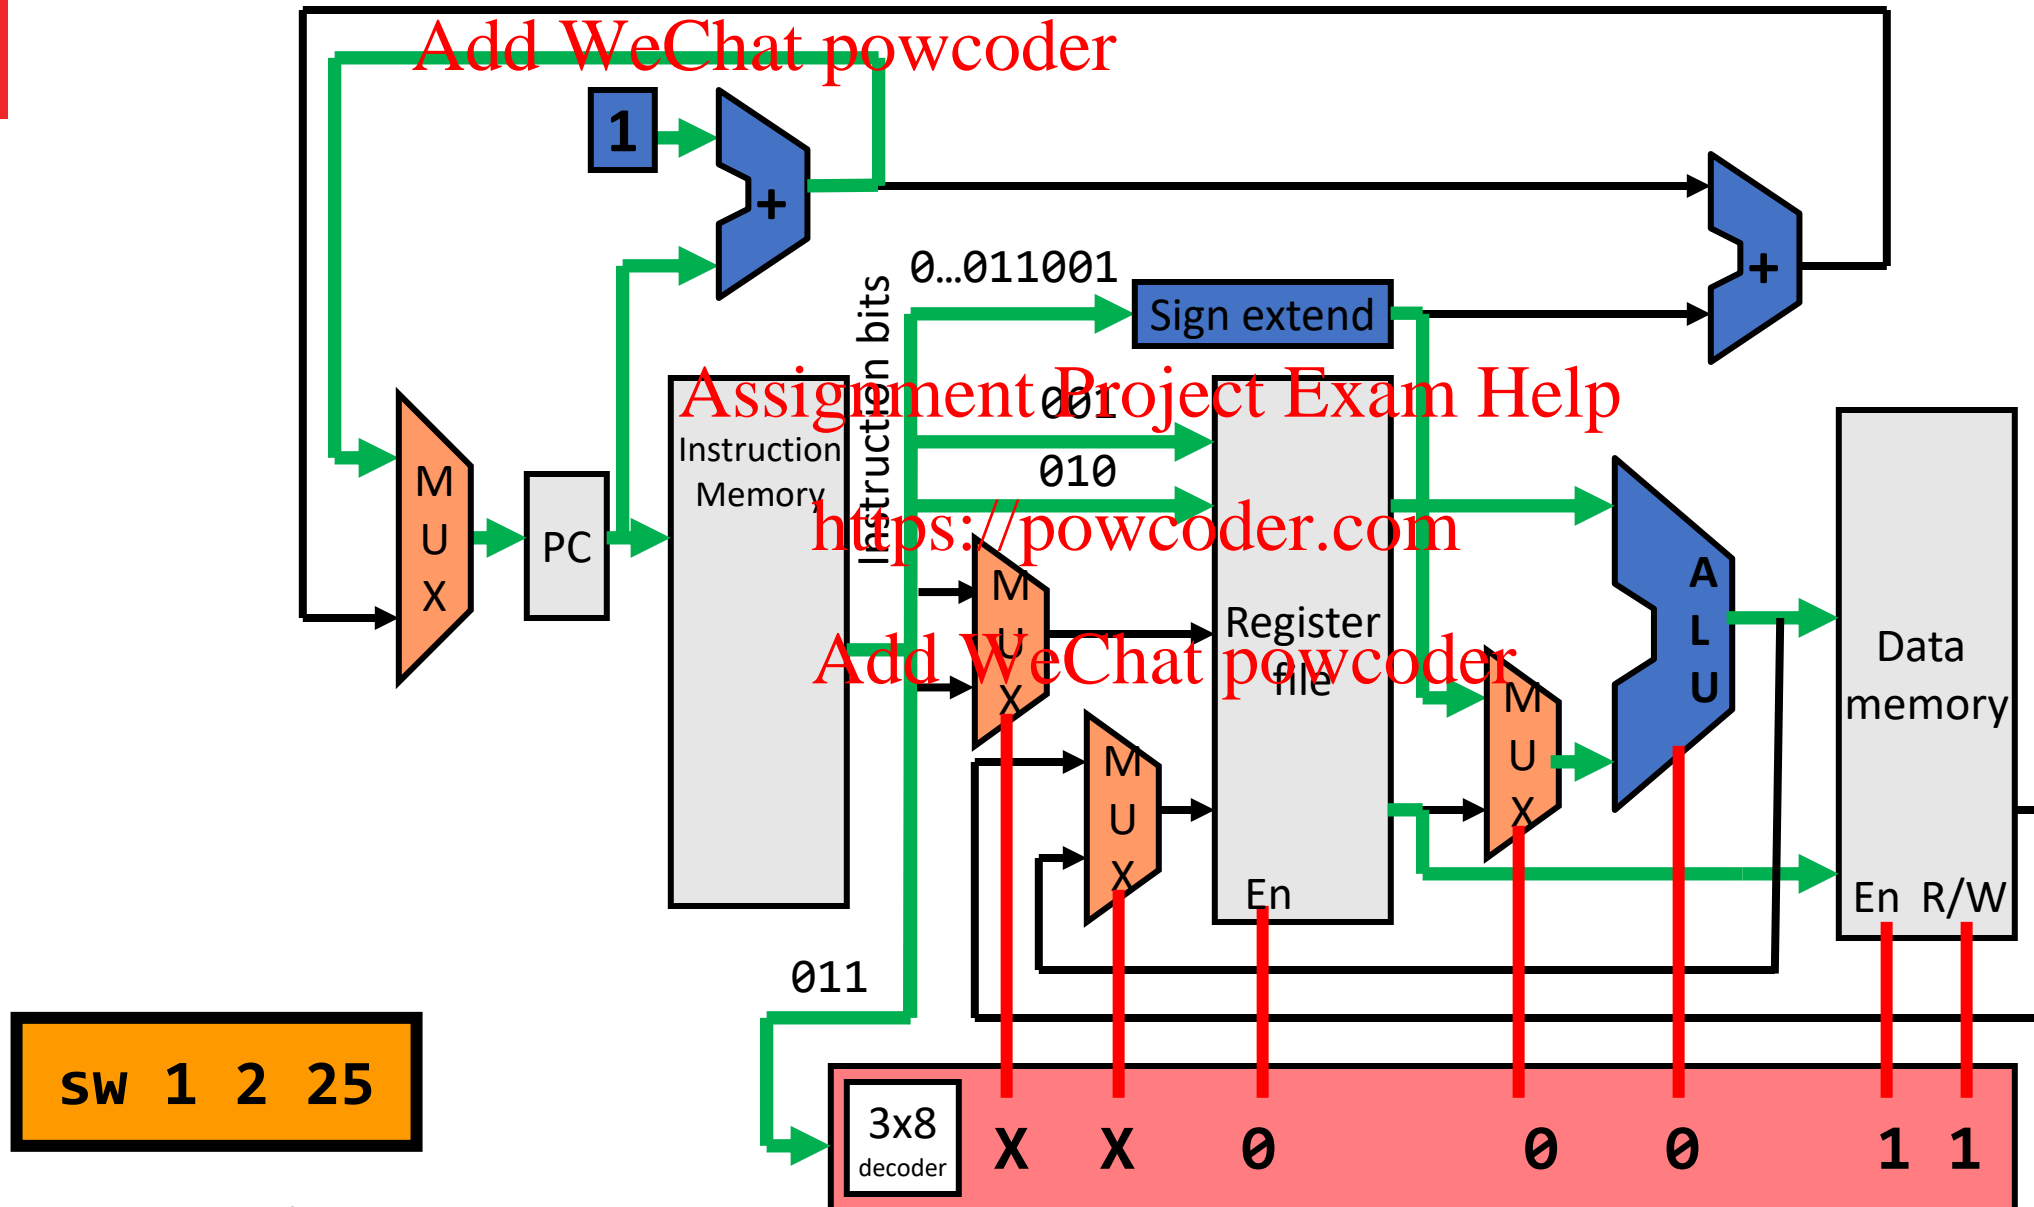 Add WeChat powcoder
1
+
+
0…011001
Sign extend
Instruction bits
Assignment Project Exam Help
001
010
Instruction
Memory
https://powcoder.com
M
U
X
PC
M
U
X
Register
file
Add WeChat powcoder
M
U
X
M
U
X
A
L
U
Data
memory
En
En R/W
011
sw 1 2 25
3x8
decoder
X X 0 0 0 1 1